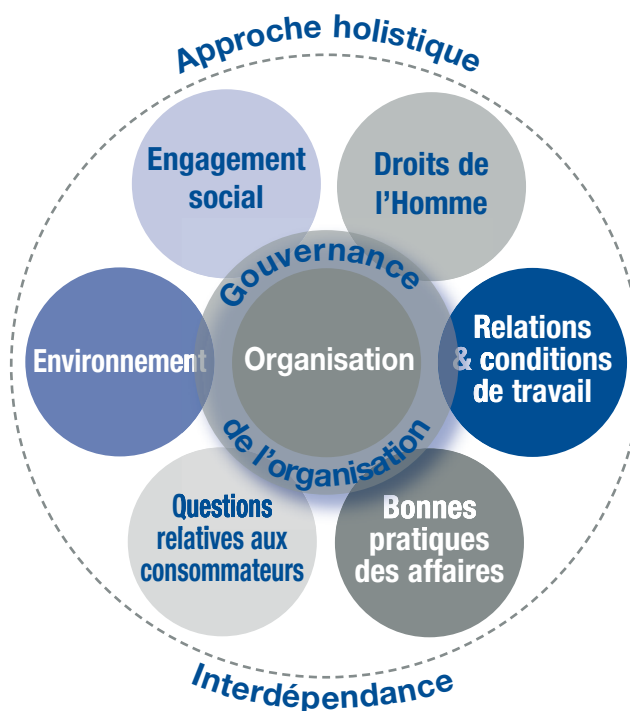 Approche holistique
Engagement
social
Droits de
l'Homme
Gouvernance
Environnement
Organisation
Relations
& conditions
de travail
de l'organisation
Questions
relatives aux
consommateurs
Bonnes
pratiques
des affaires
Interdépendance